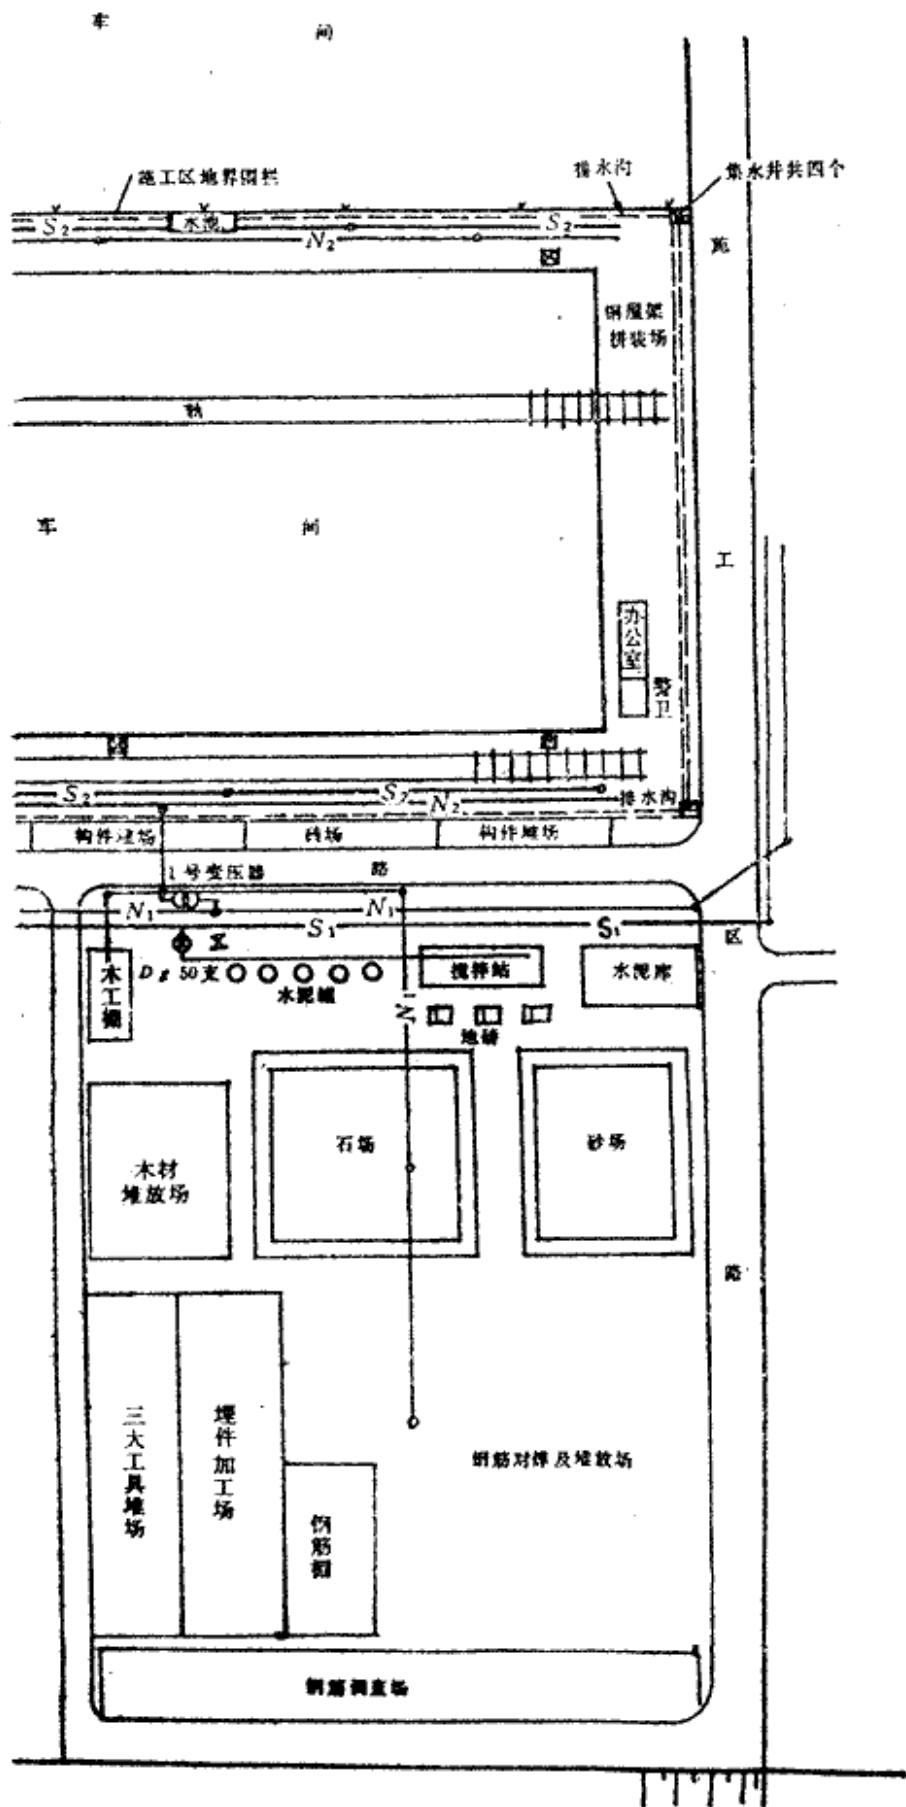 车 间
施工区地界围栏
排水沟
集水井共四个
S₂
水池
N₂
S₂
施
钢屋架
拼装场
轨
车 间
工
办公室
警卫
S₂
S₂
N₂
排水沟
构件堆场
砖场
构件堆场
1号变压器
路
N₁
N₁
S₁
S₁
区
木工棚
Dg 50支
水泥罐
搅拌站
水泥库
N₁
地磅
石场
砂场
木材
堆放场
路
三大工具堆场
埋件加工场
钢筋棚
钢筋对焊及堆放场
钢筋调直场